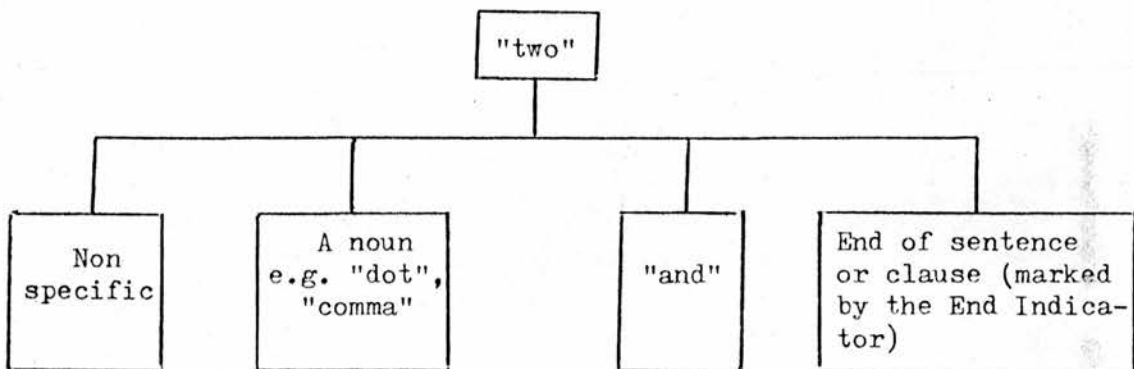 "two"
Non
specific
A noun
e.g. "dot",
"comma"
"and"
End of sentence
or clause (marked
by the End Indica-
tor)